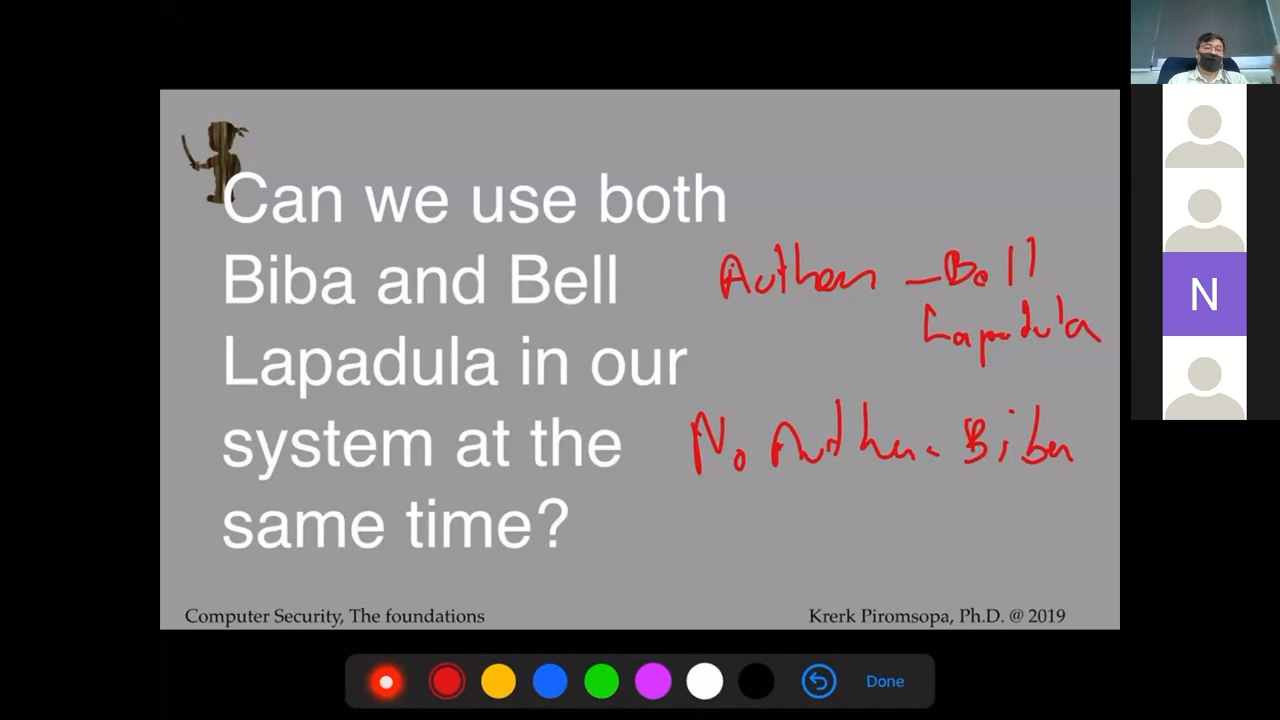 Can we use both
Biba and Bell
Lapadula in our
system at the
same time?
Authen - Bell
Lapadula
No Authen - Biba
Computer Security, The foundations
Krerk Piromsopa, Ph.D. @ 2019
N
Done